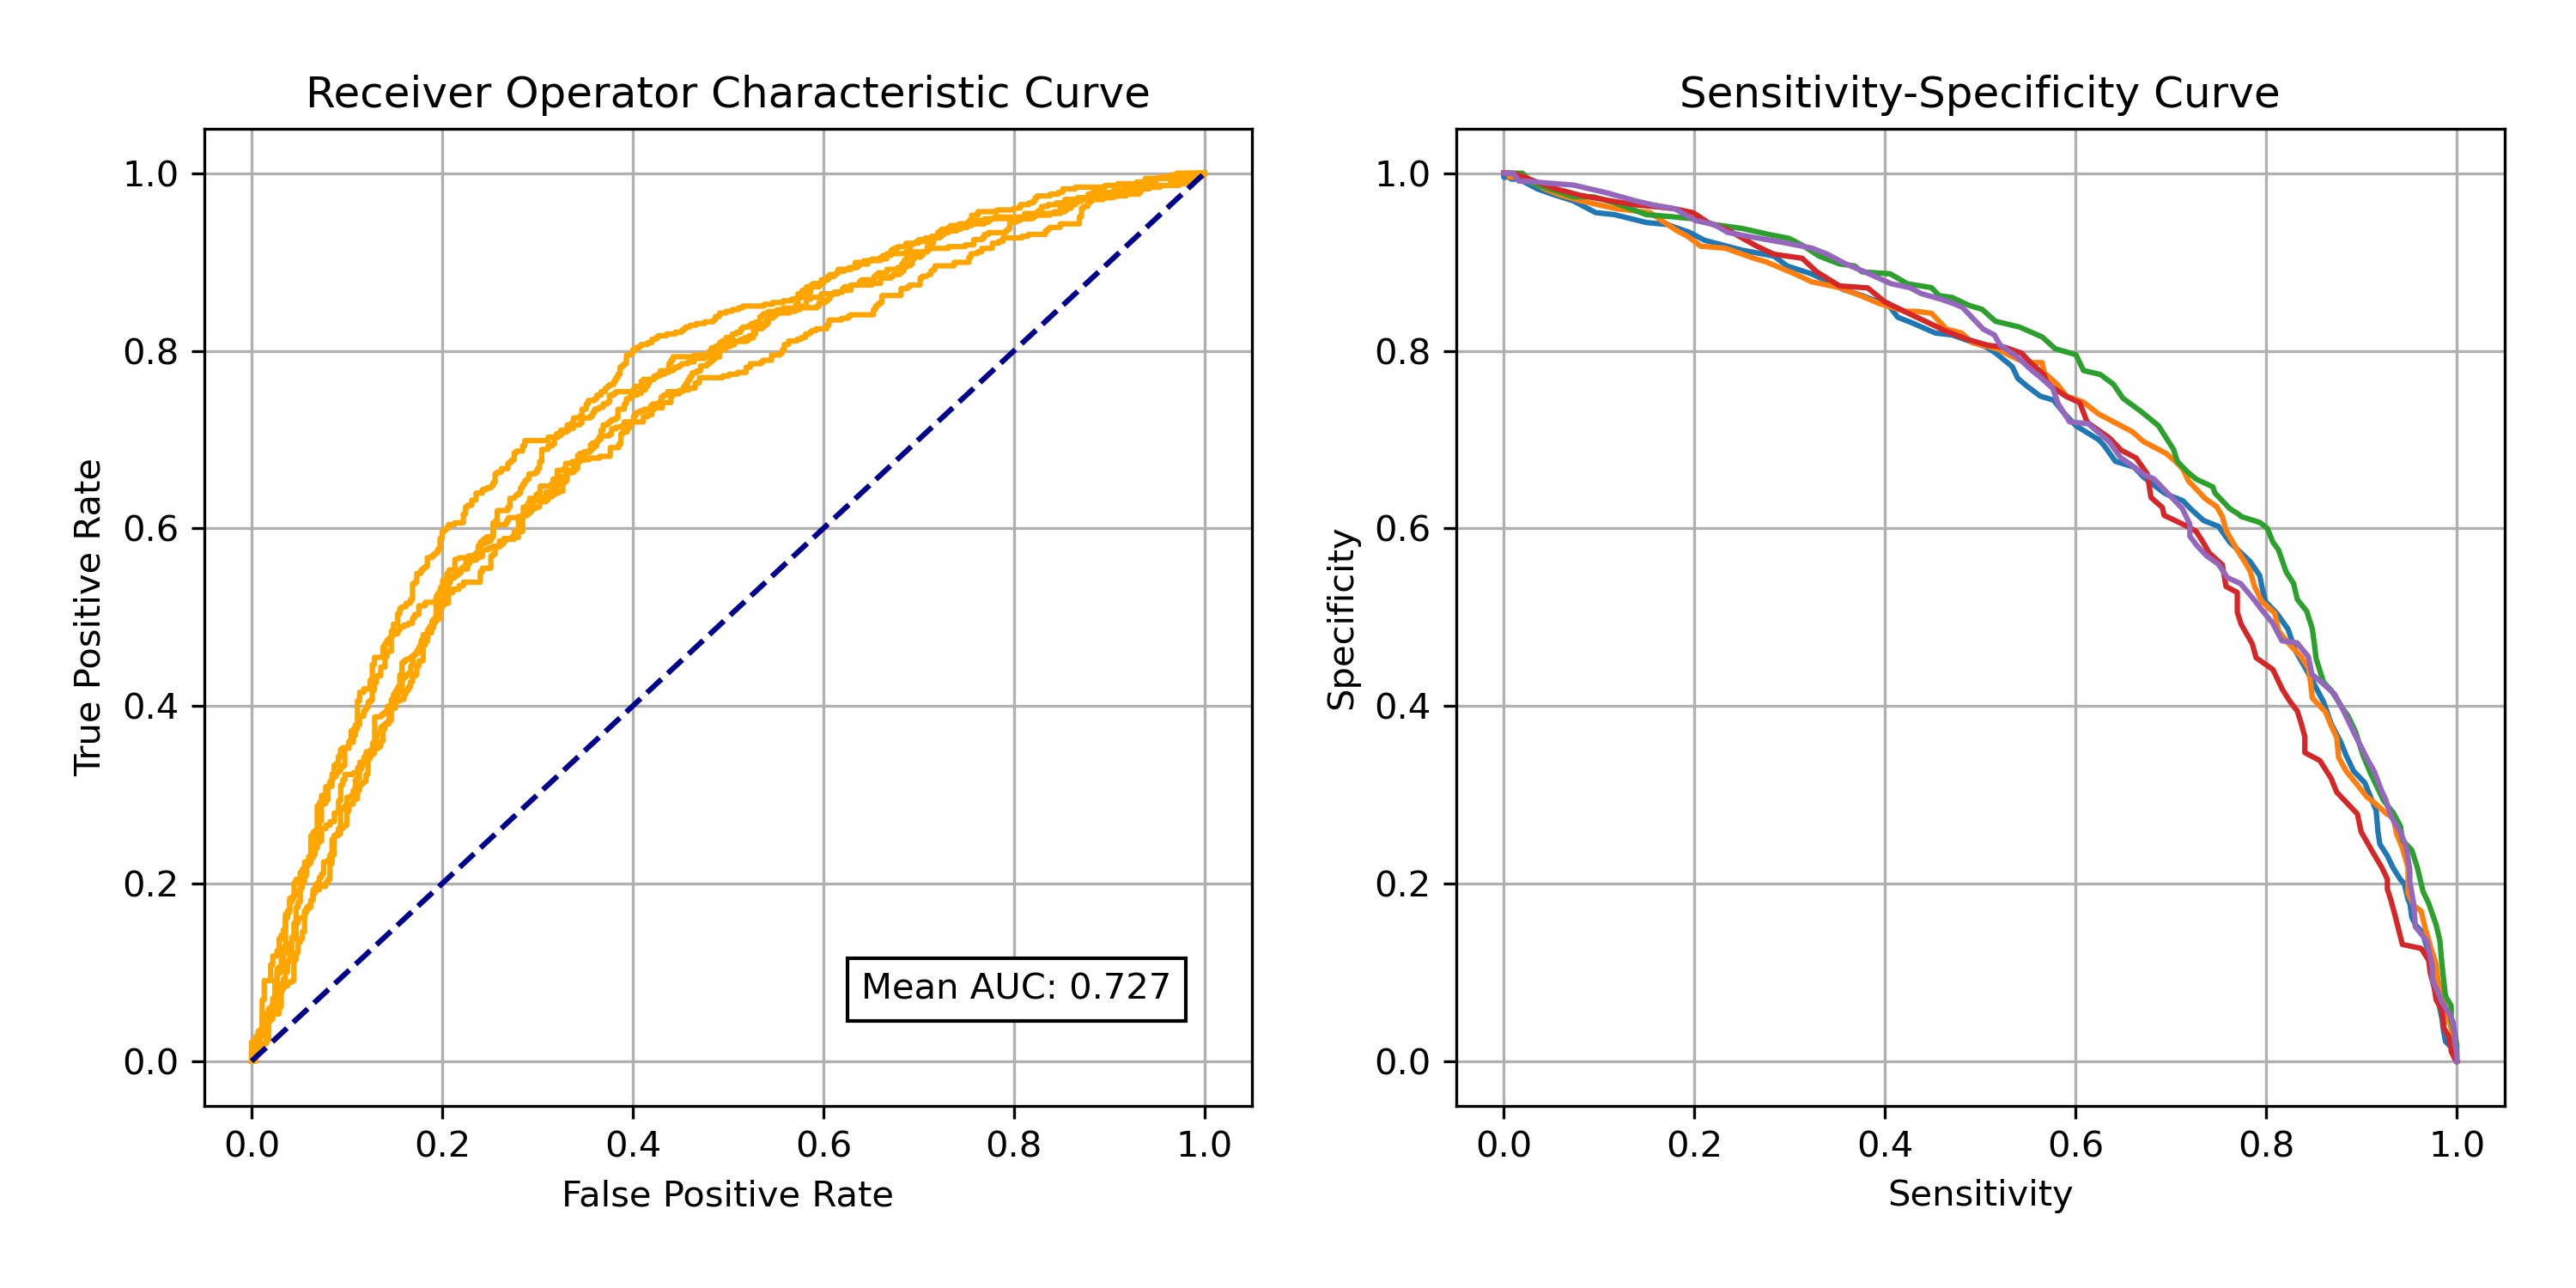 Receiver Operator Characteristic Curve
True Positive Rate
1.0
0.8
0.6
0.4
0.2
0.0
Mean AUC: 0.727
0.0 0.2 0.4 0.6 0.8 1.0
False Positive Rate
Sensitivity-Specificity Curve
Specificity
1.0
0.8
0.6
0.4
0.2
0.0
0.0 0.2 0.4 0.6 0.8 1.0
Sensitivity